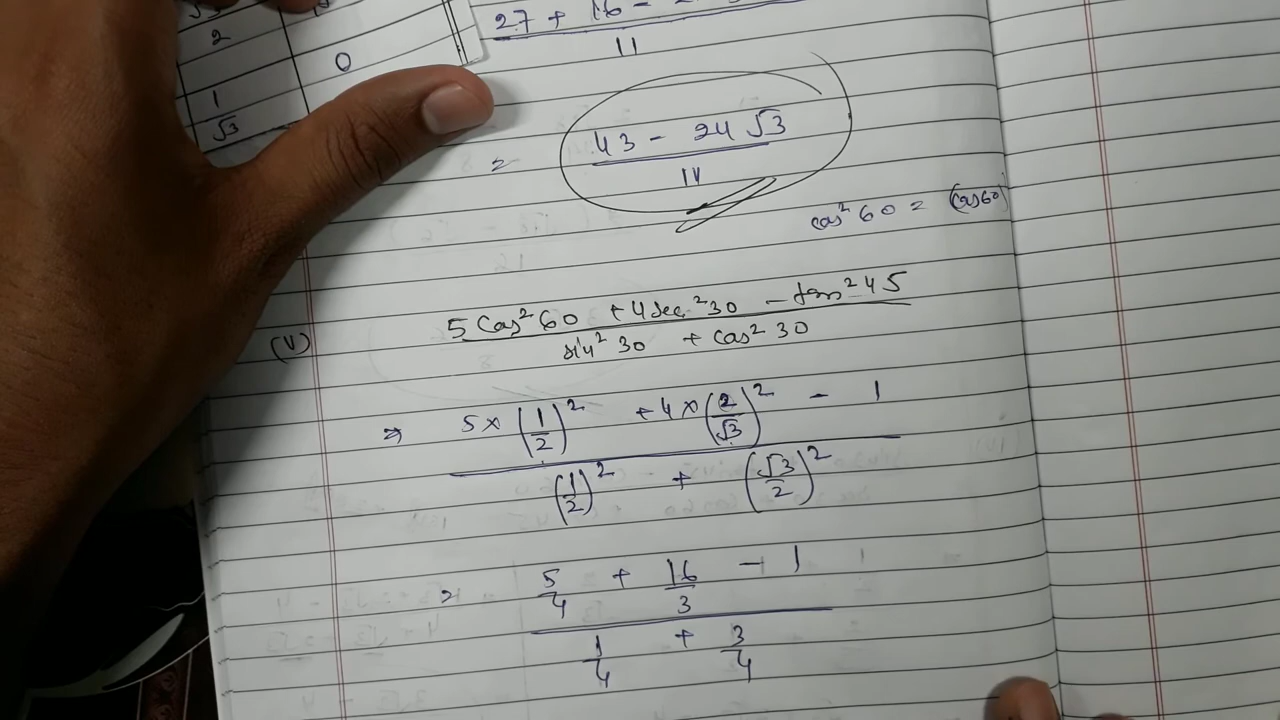 √3
2
1
√3
0
27 + 16 -
11
= 43 - 24√3
11
cos² 60 = (cos60)
(V) 5 cos² 60 + 4 sec² 30 - tan² 45
sin² 30 + cos² 30
⇒ 5 × (1/2)² + 4 × (2/√3)² - 1
(1/2)² + (√3/2)²
= 5/4 + 16/3 - 1
1/4 + 3/4